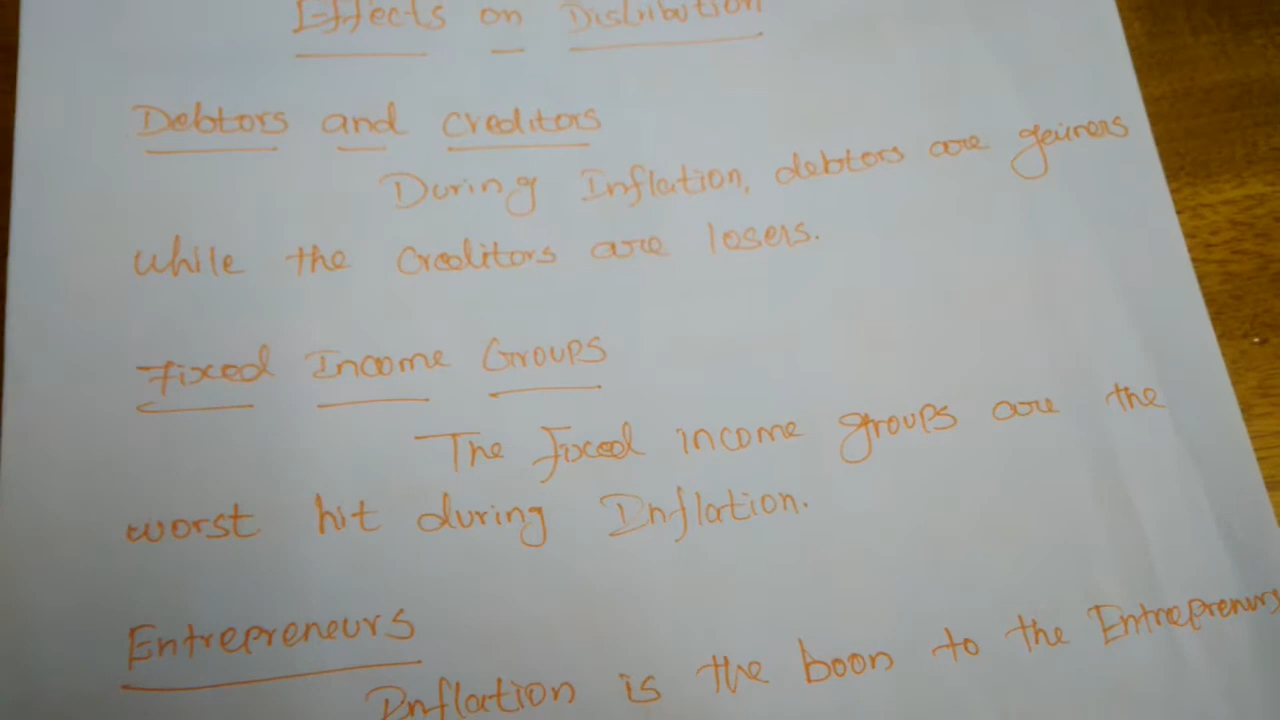 Effects on Distribution
Debtors and creditors
During Inflation, debtors are gainers
while the creditors are losers.
Fixed Income Groups
The fixed income groups are the
worst hit during Inflation.
Entrepreneurs
Inflation is the boon to the Entreprenurs